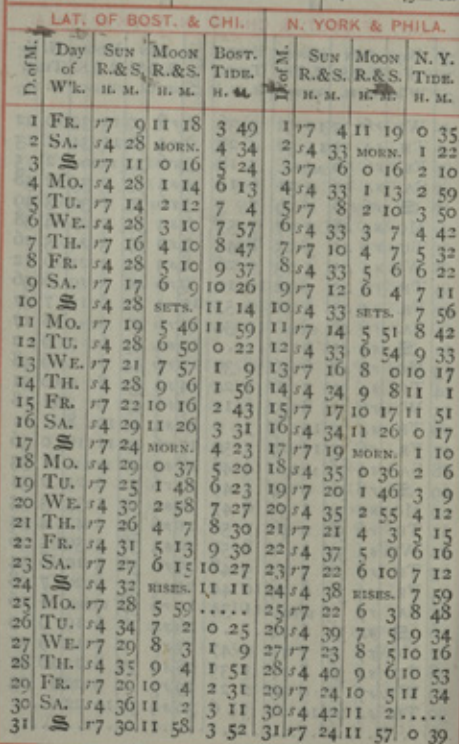 LAT. OF BOST. & CHI. N. YORK & PHILA.
D. of M. Day of W'k. SUN R.&S. H. M. MOON R.&S. H. M. BOST. TIDE. H. M. D. of M. SUN R.&S. H. M. MOON R.&S. H. M. N. Y. TIDE. H. M.
1 FR. r7 9 11 18 3 49 1 r7 4 11 19 0 35
2 SA. s4 28 MORN. 4 34 2 s4 33 MORN. 1 22
3 S r7 11 0 16 5 24 3 r7 6 0 16 2 10
4 MO. s4 28 1 14 6 13 4 s4 33 1 13 2 59
5 TU. r7 14 2 12 7 4 5 r7 8 2 10 3 50
6 WE. s4 28 3 10 7 57 6 s4 33 3 7 4 42
7 TH. r7 16 4 10 8 47 7 r7 10 4 7 5 32
8 FR. s4 28 5 10 9 37 8 s4 33 5 6 6 22
9 SA. r7 17 6 9 10 26 9 r7 12 6 4 7 11
10 S s4 28 SETS. 11 14 10 s4 33 SETS. 7 56
11 MO. r7 19 5 46 11 59 11 r7 14 5 51 8 42
12 TU. s4 28 6 50 0 22 12 s4 33 6 54 9 33
13 WE. r7 21 7 57 1 9 13 r7 16 8 0 10 17
14 TH. s4 28 9 6 1 56 14 s4 34 9 8 11 1
15 FR. r7 22 10 16 2 43 15 r7 17 10 17 11 51
16 SA. s4 29 11 26 3 31 16 s4 34 11 26 0 17
17 S r7 24 MORN. 4 23 17 r7 19 MORN. 1 10
18 MO. s4 29 0 37 5 20 18 s4 35 0 36 2 6
19 TU. r7 25 1 48 6 23 19 r7 20 1 46 3 9
20 WE. s4 30 2 58 7 27 20 s4 35 2 55 4 12
21 TH. r7 26 4 7 8 30 21 r7 21 4 3 5 15
22 FR. s4 31 5 13 9 30 22 s4 37 5 9 6 16
23 SA. r7 27 6 15 10 27 23 r7 22 6 10 7 12
24 S s4 32 RISES. 11 11 24 s4 38 RISES. 7 59
25 MO. r7 28 5 59 ..... 25 r7 22 6 3 8 48
26 TU. s4 34 7 2 0 25 26 s4 39 7 5 9 34
27 WE. r7 29 8 3 1 9 27 r7 23 8 5 10 16
28 TH. s4 35 9 4 1 51 28 s4 40 9 6 10 53
29 FR. r7 29 10 4 2 31 29 r7 24 10 5 11 34
30 SA. s4 36 11 2 3 11 30 s4 42 11 2 .....
31 S r7 30 11 58 3 52 31 r7 24 11 57 0 39